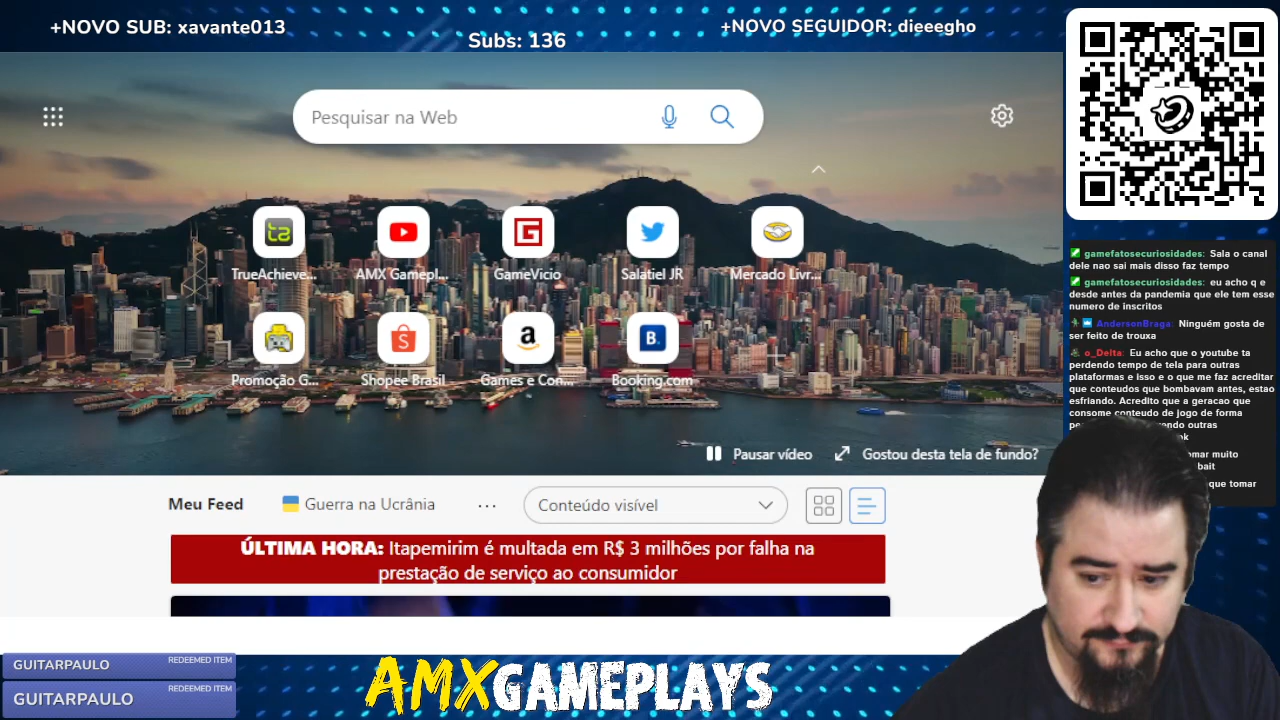 +NOVO SUB: xavante013
Subs: 136
+NOVO SEGUIDOR: dieeegho
Pesquisar na Web
TrueAchieve...
AMX Gamepl...
GameVicio
Salatiel JR
Mercado Livr...
Promoção G...
Shopee Brasil
Games e Con...
Booking.com
Pausar vídeo
Gostou desta tela de fundo?
Meu Feed
Guerra na Ucrânia
...
Conteúdo visível
ÚLTIMA HORA: Itapemirim é multada em R$ 3 milhões por falha na
prestação de serviço ao consumidor
gamefatosecuriosidades: Sala o canal
dele nao sai mais disso faz tempo
gamefatosecuriosidades: eu acho q e
desde antes da pandemia que ele tem esse
numero de inscritos
AndersonBraga: Ninguém gosta de
ser feito de trouxa
o_Delta: Eu acho que o youtube ta
perdendo tempo de tela para outras
plataformas e isso e o que me faz acreditar
que conteudos que bombavam antes, estao
esfriando. Acredito que a geracao que
consome conteudo de jogo de forma
outras
muito
bait
que tomar
GUITARPAULO
REDEEMED ITEM
GUITARPAULO
REDEEMED ITEM
AMXGAMEPLAYS